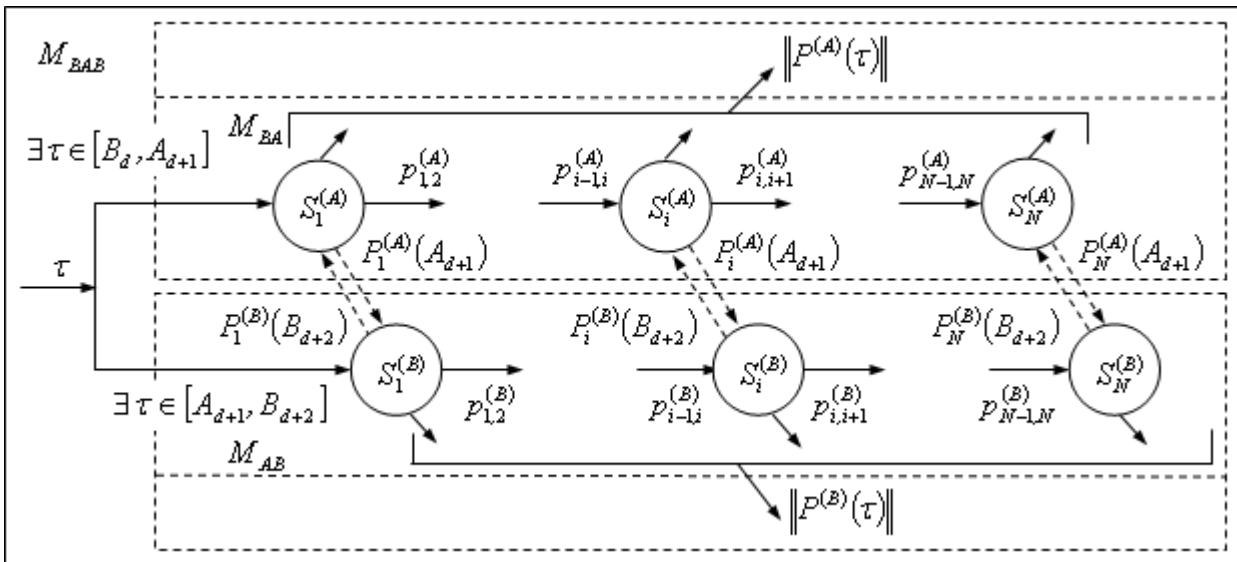 M_{BAB}
‖P^{(A)}(τ)‖
M_{BA}
∃ τ ∈ [B_d, A_{d+1}]
p_{1,2}^{(A)} p_{i-1,i}^{(A)} p_{i,i+1}^{(A)} p_{N-1,N}^{(A)}
S_1^{(A)} S_i^{(A)} S_N^{(A)}
P_1^{(A)}(A_{d+1}) P_i^{(A)}(A_{d+1}) P_N^{(A)}(A_{d+1})
τ
P_1^{(B)}(B_{d+2}) P_i^{(B)}(B_{d+2}) P_N^{(B)}(B_{d+2})
S_1^{(B)} S_i^{(B)} S_N^{(B)}
∃ τ ∈ [A_{d+1}, B_{d+2}]
p_{1,2}^{(B)} p_{i-1,i}^{(B)} p_{i,i+1}^{(B)} p_{N-1,N}^{(B)}
M_{AB}
‖P^{(B)}(τ)‖